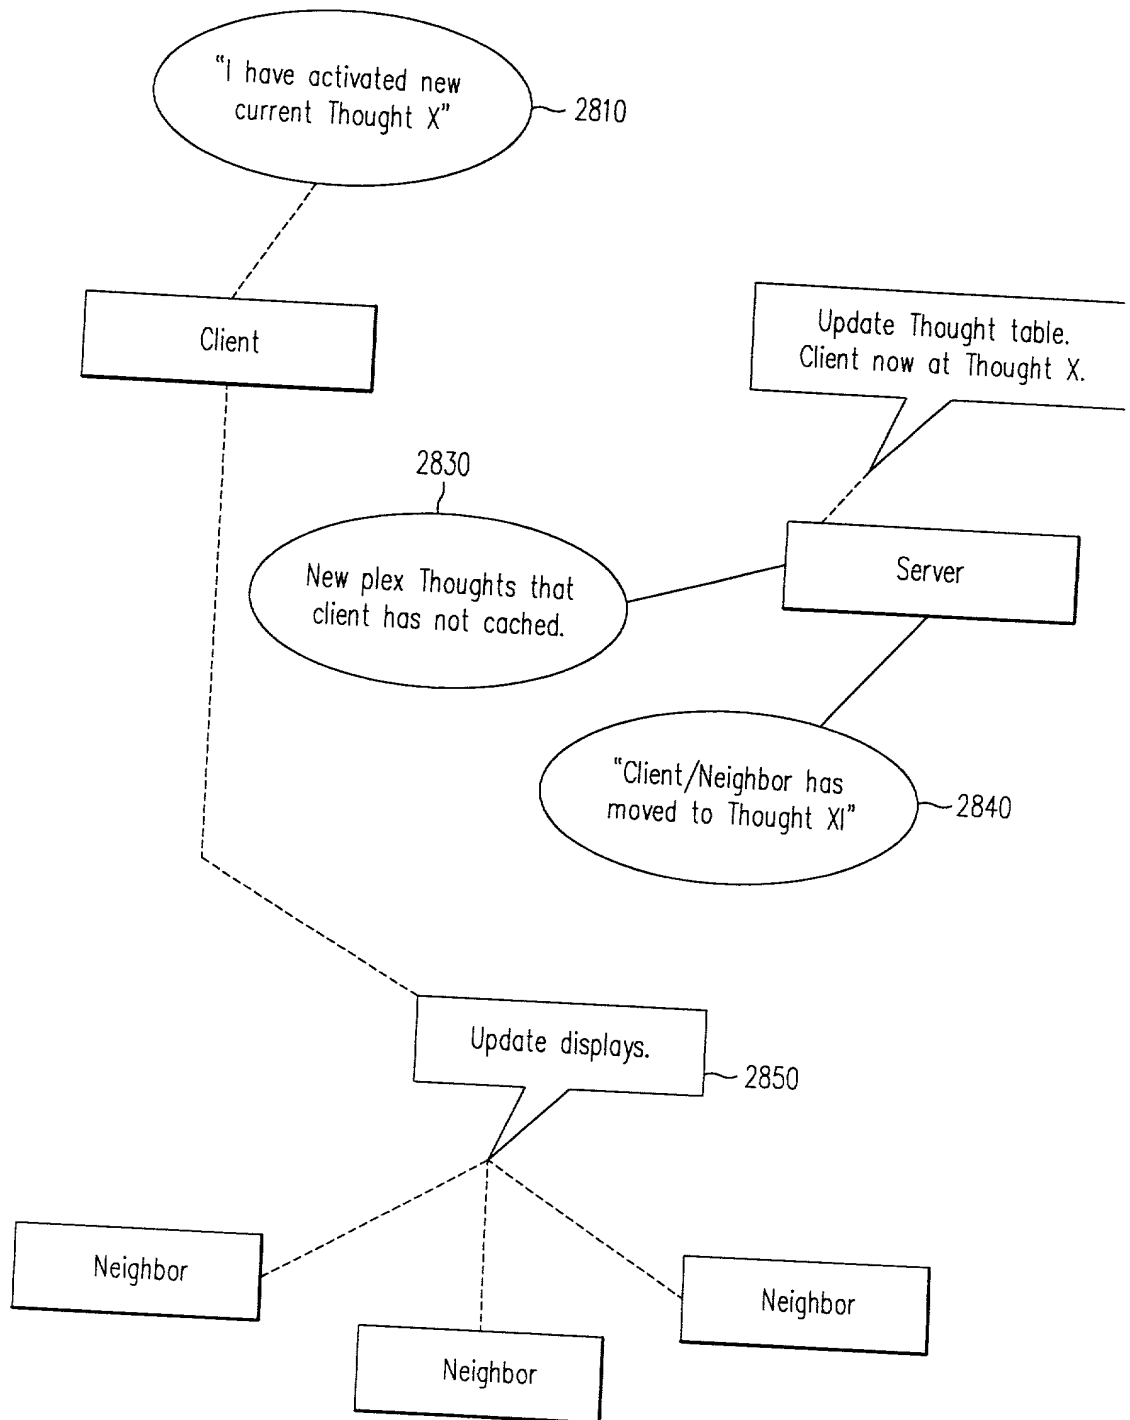 "I have activated new
current Thought X"
2810
Client
Update Thought table.
Client now at Thought X.
2830
New plex Thoughts that
client has not cached.
Server
"Client/Neighbor has
moved to Thought XI"
2840
Update displays.
2850
Neighbor
Neighbor
Neighbor